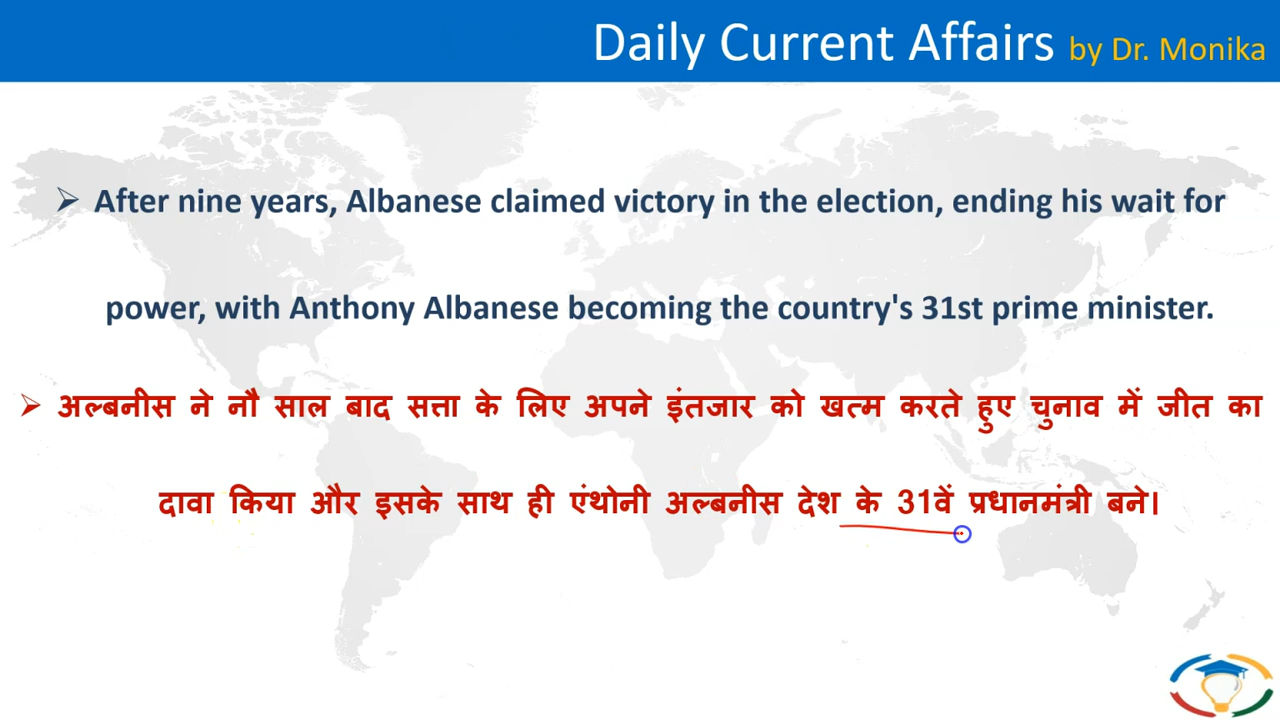 Daily Current Affairs by Dr. Monika
➢ After nine years, Albanese claimed victory in the election, ending his wait for
power, with Anthony Albanese becoming the country's 31st prime minister.
➢ अल्बनीस ने नौ साल बाद सत्ता के लिए अपने इंतजार को खत्म करते हुए चुनाव में जीत का
दावा किया और इसके साथ ही एंथोनी अल्बनीस देश के 31वें प्रधानमंत्री बने।